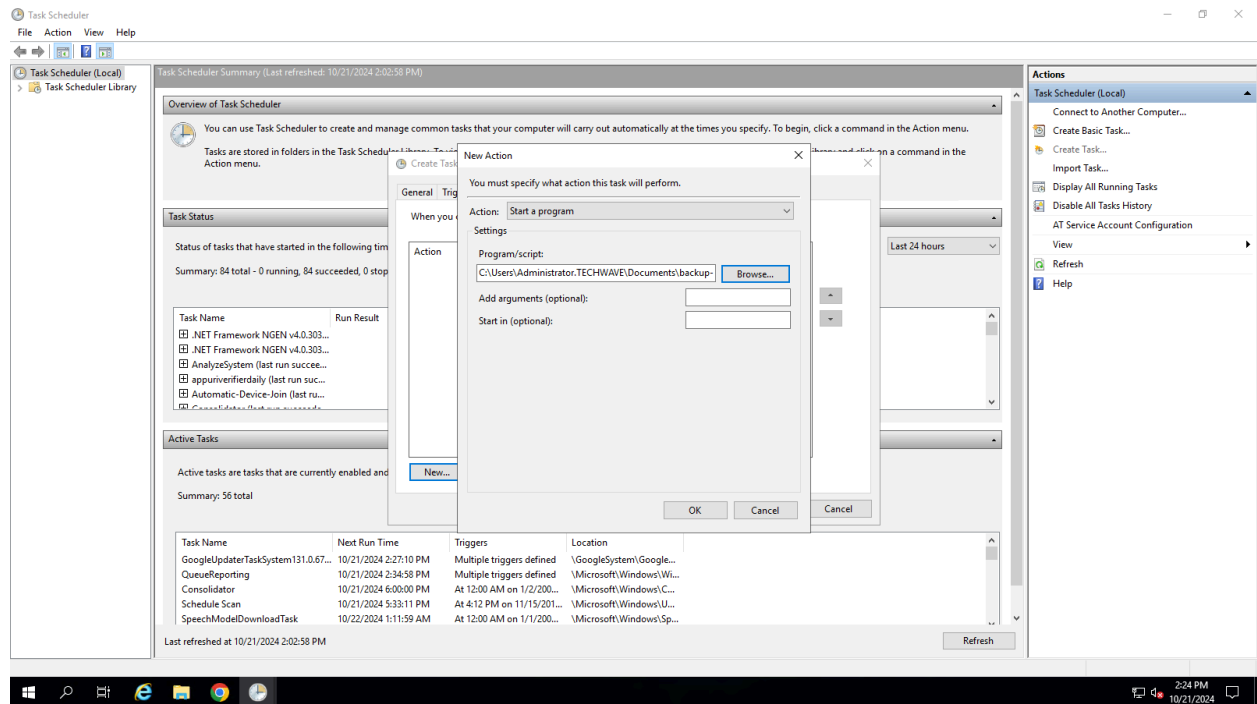 Task Scheduler
File Action View Help
Task Scheduler (Local)
Task Scheduler Library
Task Scheduler Summary (Last refreshed: 10/21/2024 2:02:58 PM)
Overview of Task Scheduler
You can use Task Scheduler to create and manage common tasks that your computer will carry out automatically at the times you specify. To begin, click a command in the Action menu.
Tasks are stored in folders in the Task
and click on a command in the
Action menu.
Create Task
General
When you
Action
New...
Cancel
New Action
You must specify what action this task will perform.
Action: Start a program
Settings
Program/script:
C:\Users\Administrator.TECHWAVE\Documents\backup-
Browse...
Add arguments (optional):
Start in (optional):
OK Cancel
Task Status
Status of tasks that have started in the following
Last 24 hours
Summary: 84 total - 0 running, 84 succeeded, 0
Task Name Run Result
.NET Framework NGEN v4.0.303...
.NET Framework NGEN v4.0.303...
AnalyzeSystem (last run succee...
appuriverifierdaily (last run suc...
Automatic-Device-Join (last ru...
Active Tasks
Active tasks are tasks that are currently enabled and
Summary: 56 total
Task Name Next Run Time Triggers Location
GoogleUpdaterTaskSystem131.0.67... 10/21/2024 2:27:10 PM Multiple triggers defined \GoogleSystem\Google...
QueueReporting 10/21/2024 2:34:58 PM Multiple triggers defined \Microsoft\Windows\Wi...
Consolidator 10/21/2024 6:00:00 PM At 12:00 AM on 1/2/200... \Microsoft\Windows\C...
Schedule Scan 10/21/2024 5:33:11 PM At 4:12 PM on 11/15/201... \Microsoft\Windows\U...
SpeechModelDownloadTask 10/22/2024 1:11:59 AM At 12:00 AM on 1/1/200... \Microsoft\Windows\Sp...
Last refreshed at 10/21/2024 2:02:58 PM
Refresh
Actions
Task Scheduler (Local)
Connect to Another Computer...
Create Basic Task...
Create Task...
Import Task...
Display All Running Tasks
Disable All Tasks History
AT Service Account Configuration
View
Refresh
Help
2:24 PM
10/21/2024